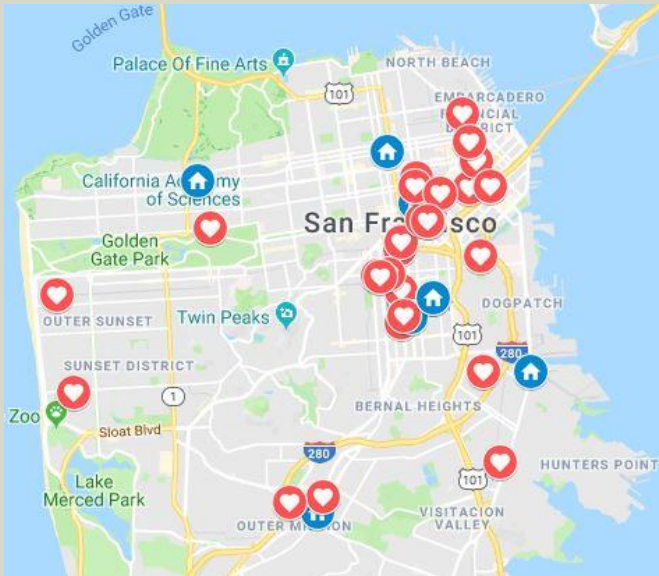 Golden Gate
Palace Of Fine Arts
NORTH BEACH
101
EMBARCADERO
FINANCIAL
DISTRICT
California Academy
of Sciences
San Francisco
Golden
Gate Park
OUTER SUNSET
Twin Peaks
DOGPATCH
101
280
SUNSET DISTRICT
1
Zoo
Sloat Blvd
BERNAL HEIGHTS
280
HUNTERS POINT
101
Lake
Merced Park
OUTER MISSION
VISITACION
VALLEY